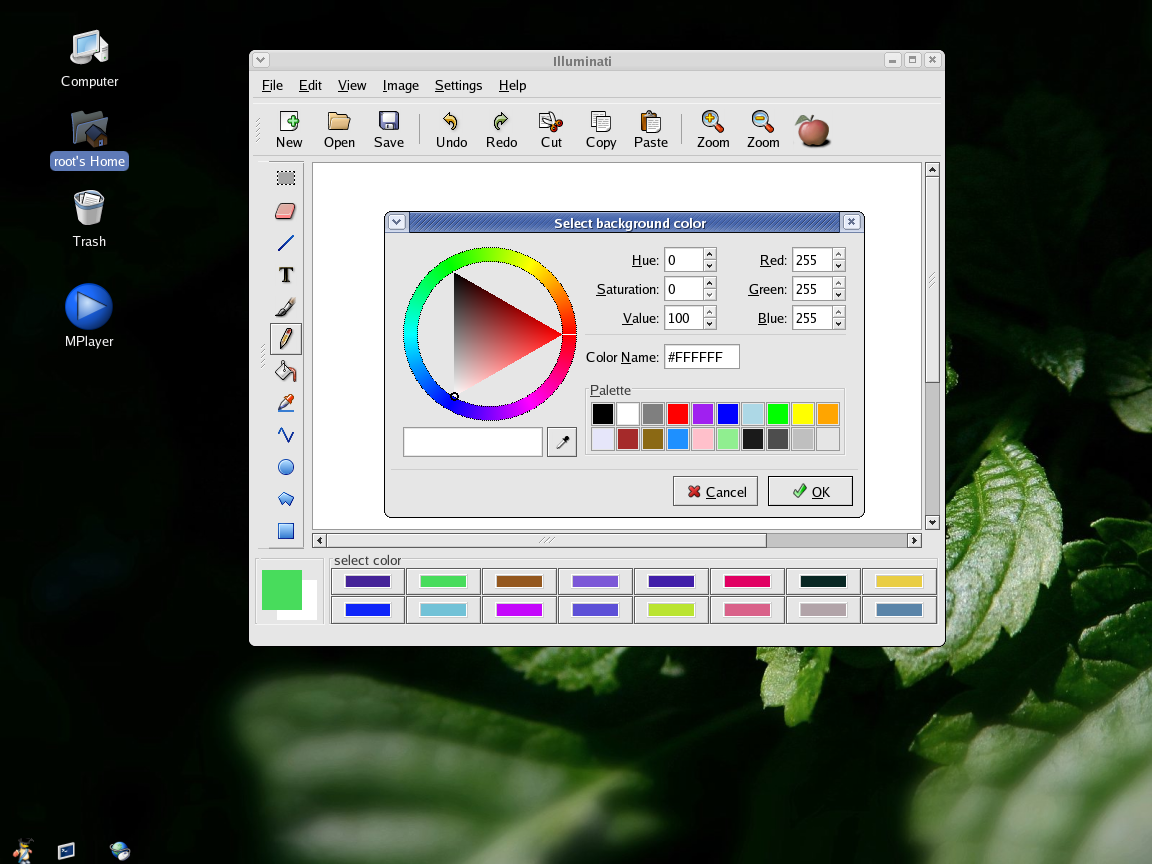 Computer
root's Home
Trash
MPlayer
Illuminati
File Edit View Image Settings Help
New Open Save Undo Redo Cut Copy Paste Zoom Zoom
T
Select background color
Hue: 0 Red: 255
Saturation: 0 Green: 255
Value: 100 Blue: 255
Color Name: #FFFFFF
Palette
Cancel OK
select color